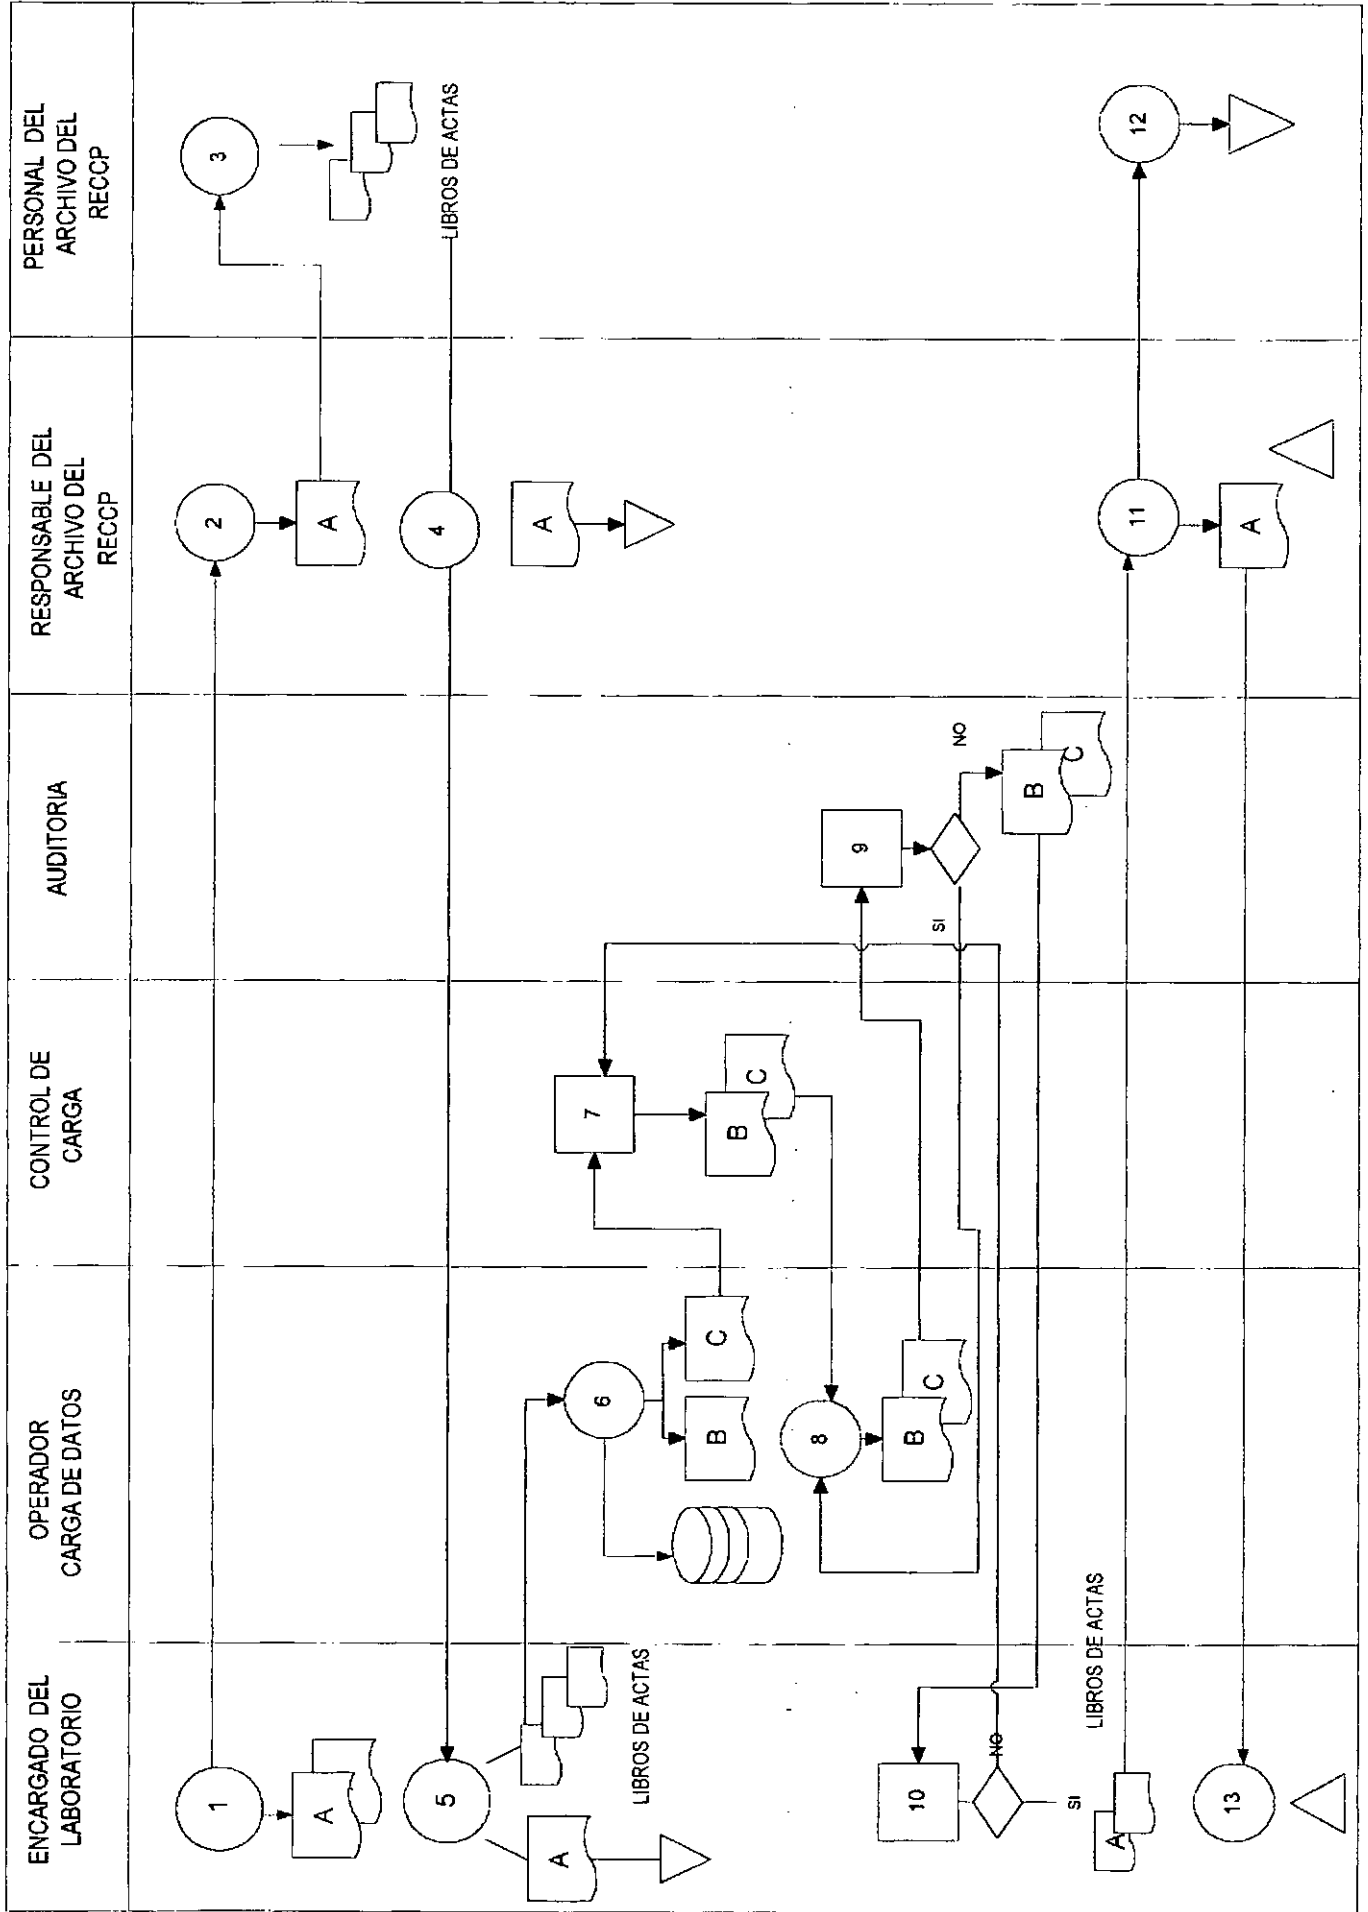 ENCARGADO DEL
LABORATORIO
OPERADOR
CARGA DE DATOS
CONTROL DE
CARGA
AUDITORIA
RESPONSABLE DEL
ARCHIVO DEL
RECCP
PERSONAL DEL
ARCHIVO DEL
RECCP
1
2
3
A
A
LIBROS DE ACTAS
5
4
A
A
LIBROS DE ACTAS
6
7
B
C
B
C
8
9
B
C
SI
NO
B
C
10
NO
SI
LIBROS DE ACTAS
A
11
12
A
13